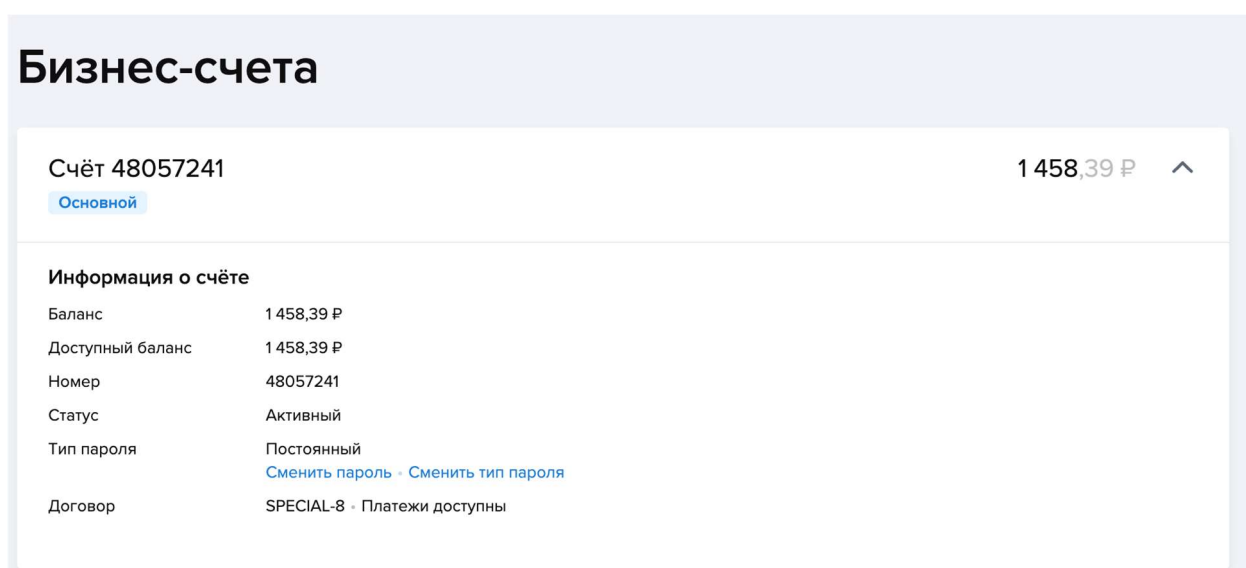 Бизнес-счета
Счёт 48057241
1 458,39 ₽
Основной
Информация о счёте
Баланс 1 458,39 ₽
Доступный баланс 1 458,39 ₽
Номер 48057241
Статус Активный
Тип пароля Постоянный
Сменить пароль • Сменить тип пароля
Договор SPECIAL-8 • Платежи доступны